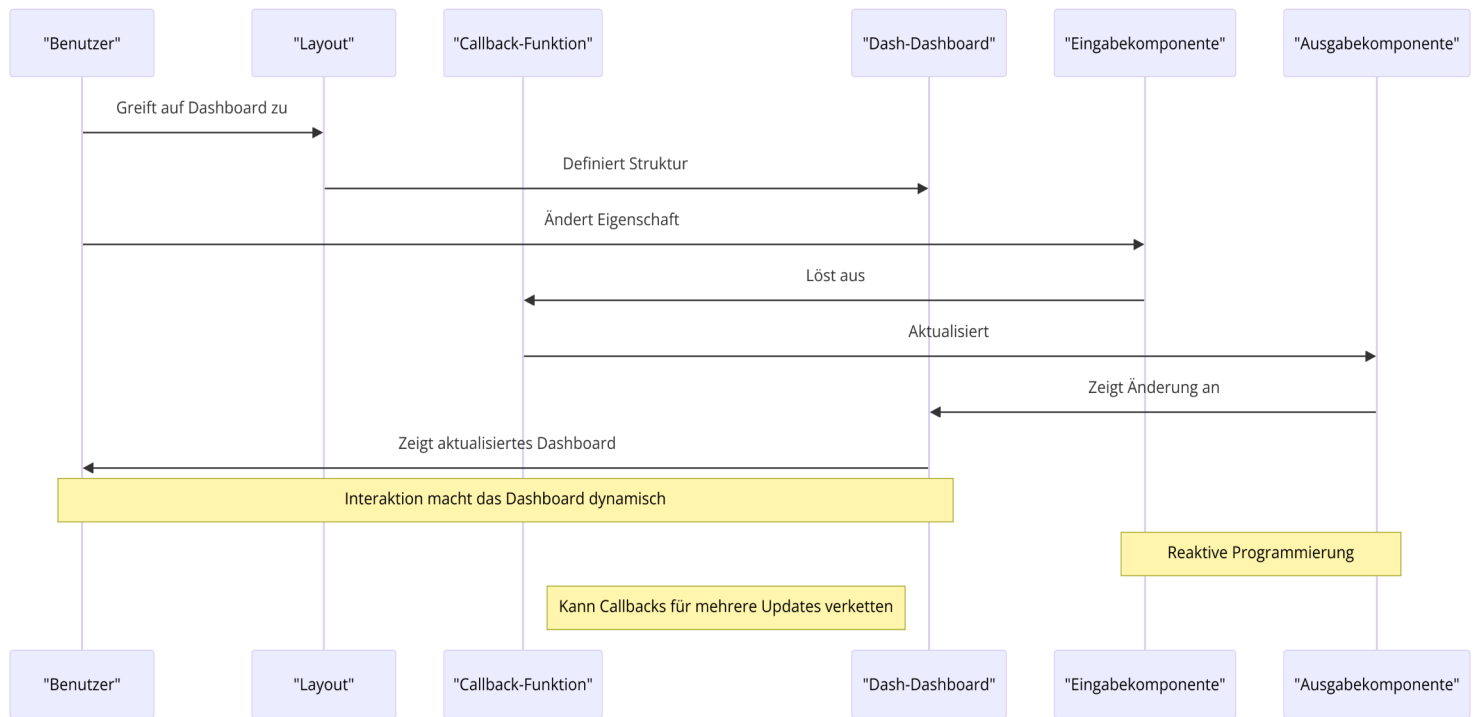 "Benutzer"
"Layout"
"Callback-Funktion"
"Dash-Dashboard"
"Eingabekomponente"
"Ausgabekomponente"
Greift auf Dashboard zu
Definiert Struktur
Ändert Eigenschaft
Löst aus
Aktualisiert
Zeigt Änderung an
Zeigt aktualisiertes Dashboard
Interaktion macht das Dashboard dynamisch
Reaktive Programmierung
Kann Callbacks für mehrere Updates verketten
"Benutzer"
"Layout"
"Callback-Funktion"
"Dash-Dashboard"
"Eingabekomponente"
"Ausgabekomponente"